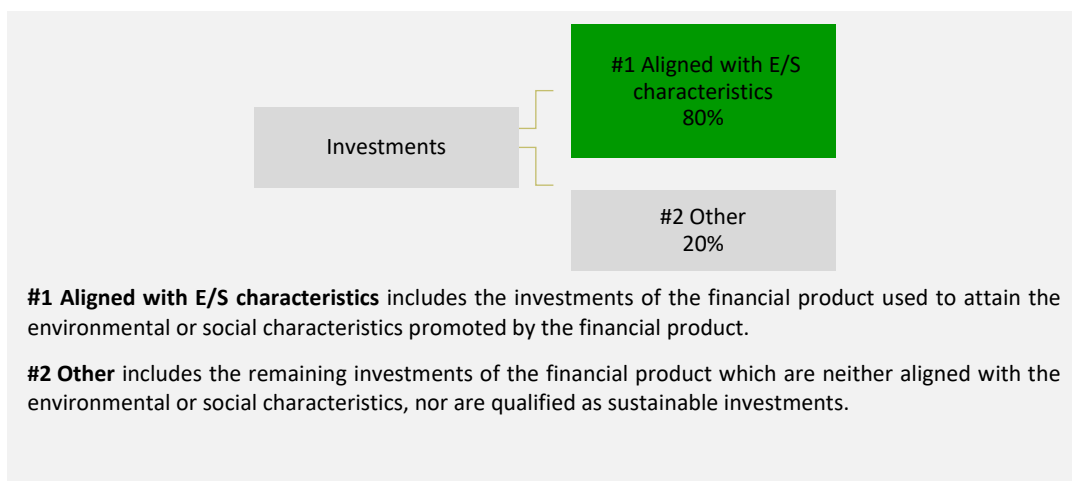 #1 Aligned with E/S
characteristics
80%
Investments
#2 Other
20%
#1 Aligned with E/S characteristics includes the investments of the financial product used to attain the
environmental or social characteristics promoted by the financial product.
#2 Other includes the remaining investments of the financial product which are neither aligned with the
environmental or social characteristics, nor are qualified as sustainable investments.